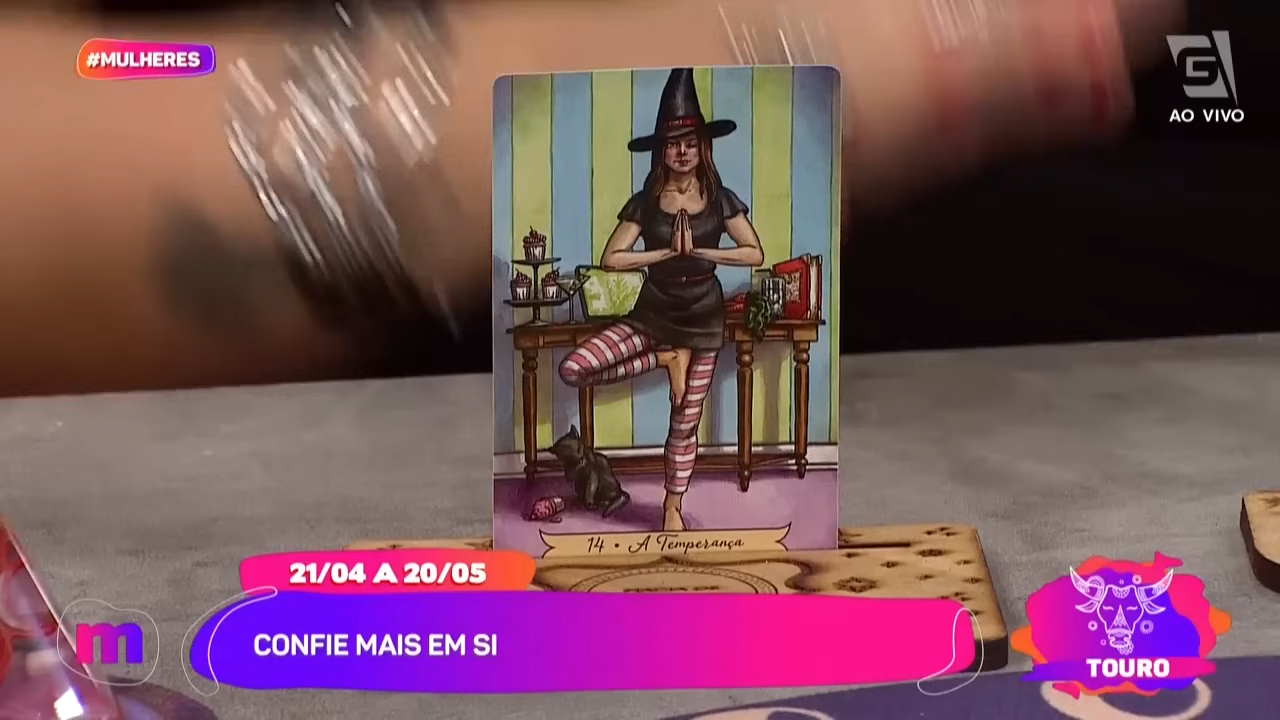 #MULHERES
G
AO VIVO
14 • A Temperança
21/04 A 20/05
m
CONFIE MAIS EM SI
TOURO